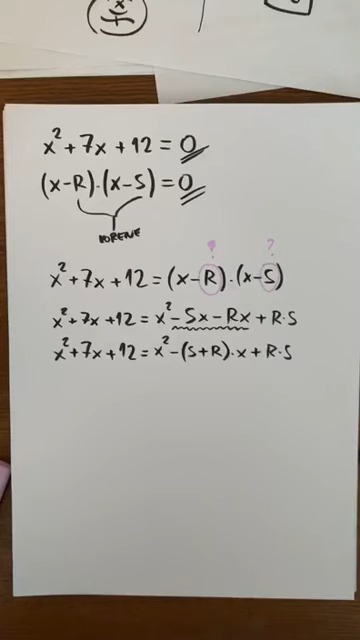 x² + 7x + 12 = 0
(x - R) · (x - S) = 0
KORENE
? ?
x² + 7x + 12 = (x - R) · (x - S)
x² + 7x + 12 = x² - Sx - Rx + R·S
x² + 7x + 12 = x² - (S+R)·x + R·S